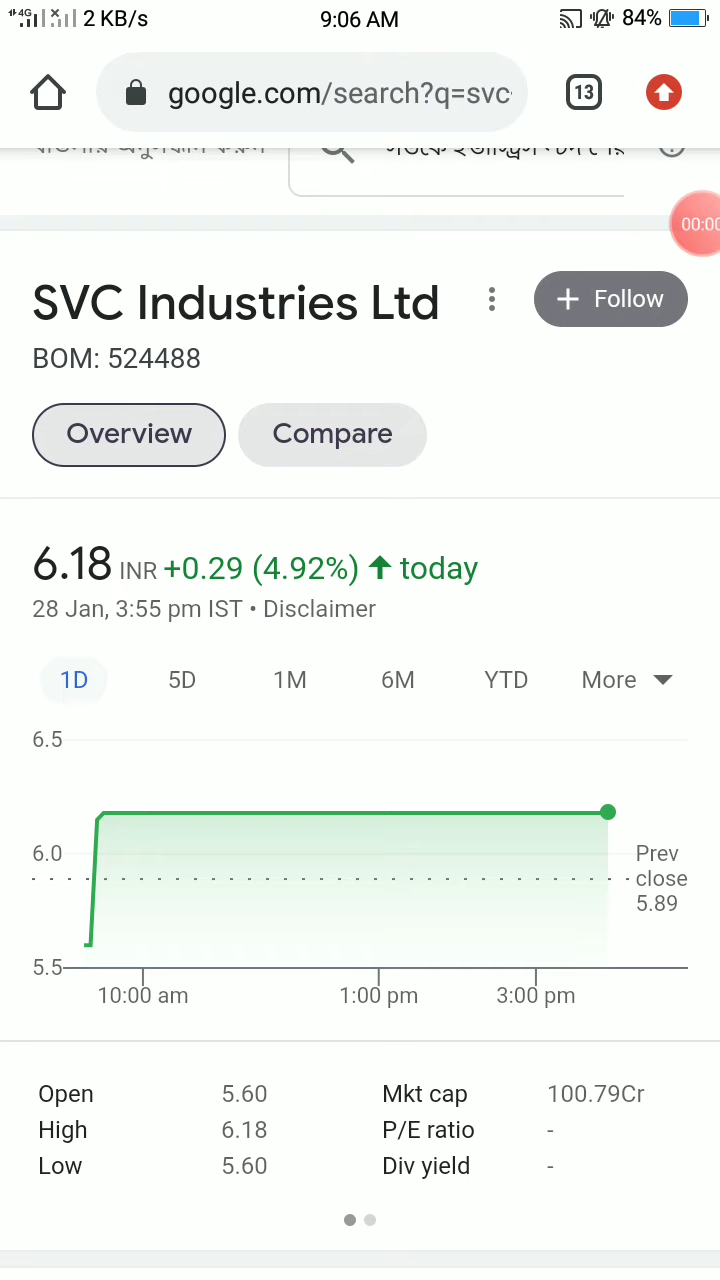 4G 2 KB/s 9:06 AM 84%
google.com/search?q=svc
13
00:00
SVC Industries Ltd
+ Follow
BOM: 524488
Overview Compare
6.18 INR +0.29 (4.92%) ↑ today
28 Jan, 3:55 pm IST • Disclaimer
1D 5D 1M 6M YTD More
6.5
6.0
Prev
close
5.89
5.5
10:00 am 1:00 pm 3:00 pm
Open 5.60 Mkt cap 100.79Cr
High 6.18 P/E ratio -
Low 5.60 Div yield -